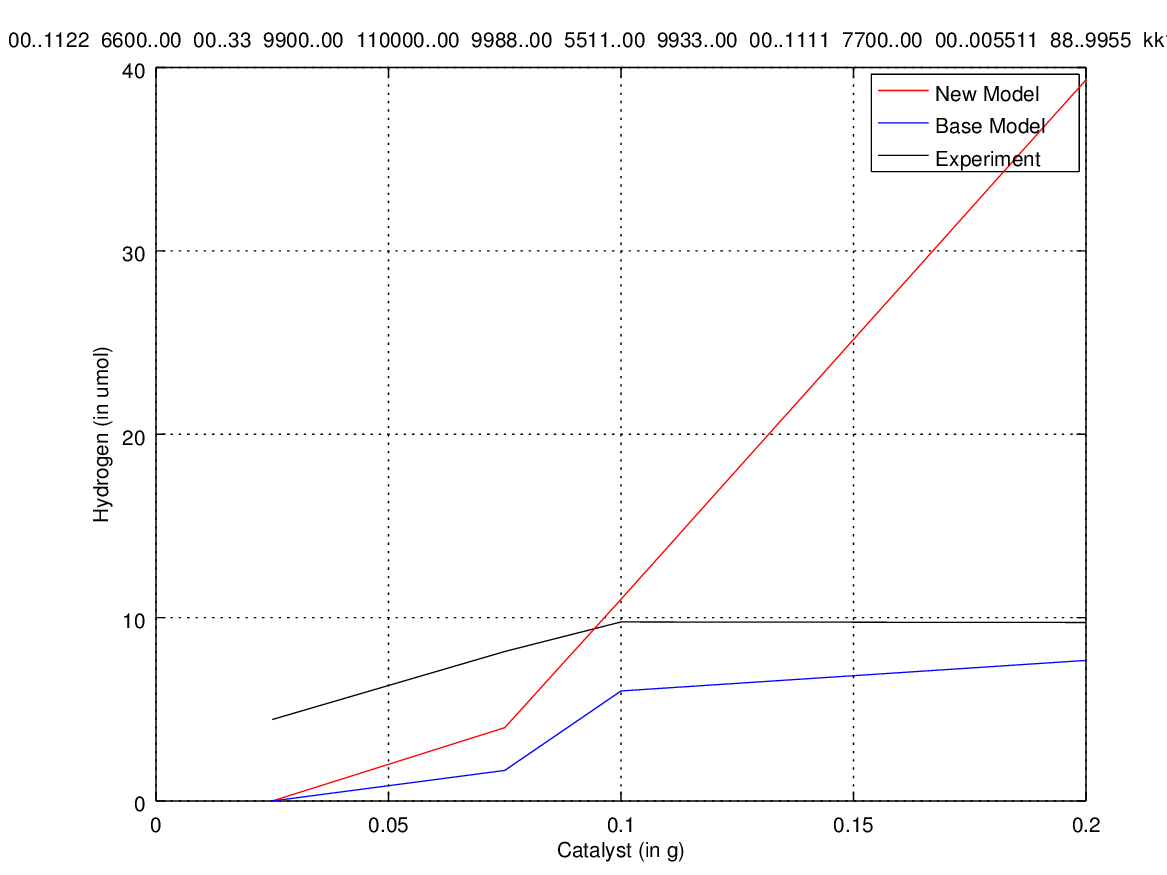 00..1122 6600..00 00..33 9900..00 110000..00 9988..00 5511..00 9933..00 00..1111 7700..00 00..005511 88..9955
40
New Model
Base Model
Experiment
30
20
10
0
Hydrogen (in umol)
0 0.05 0.1 0.15 0.2
Catalyst (in g)